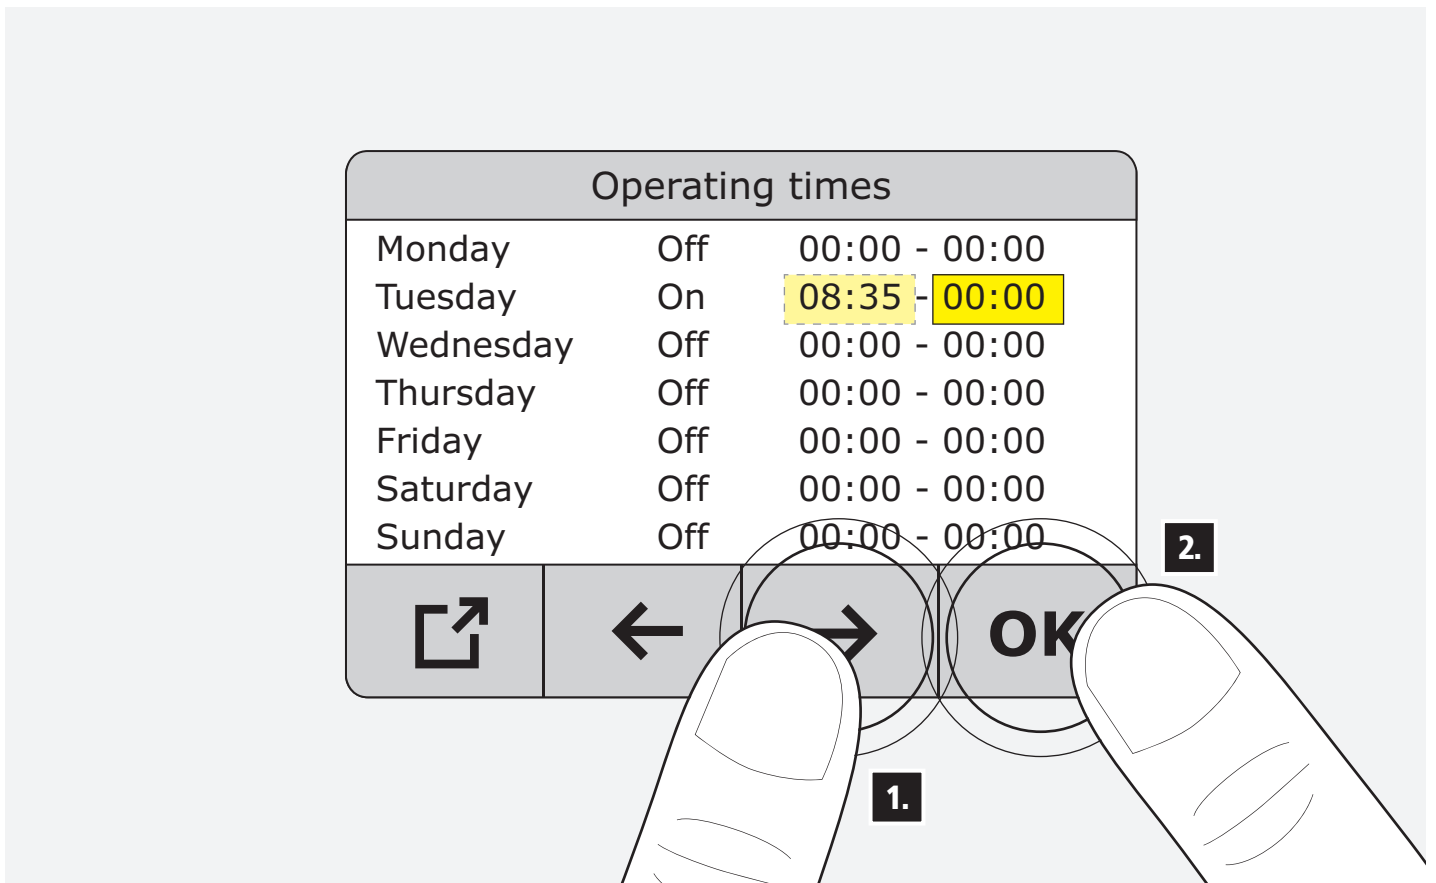 Operating times
Monday Off 00:00 - 00:00
Tuesday On 08:35 - 00:00
Wednesday Off 00:00 - 00:00
Thursday Off 00:00 - 00:00
Friday Off 00:00 - 00:00
Saturday Off 00:00 - 00:00
Sunday Off 00:00 - 00:00
2.
OK
1.